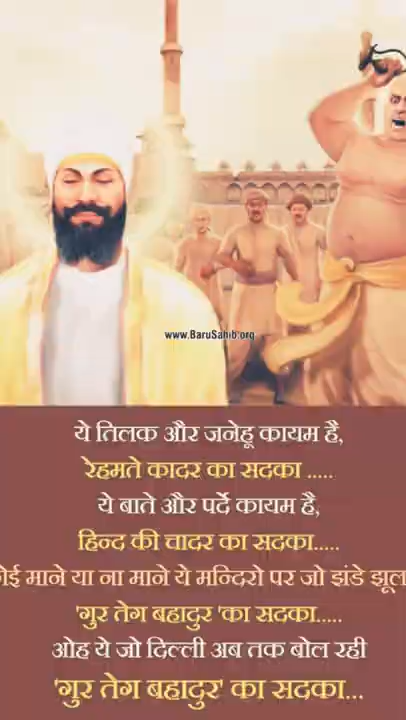 www.BaruSahib.org
ये तिलक और जनेहू कायम है,
रेहमते कादर का सदका .....
ये बाते और पर्दे कायम है,
हिन्द की चादर का सदका.....
माने या ना माने ये मन्दिरो पर जो झंडे
'गुर तेग बहादुर 'का सदका.....
ओह ये जो दिल्ली अब तक बोल रही
'गुर तेग बहादुर' का सदका...